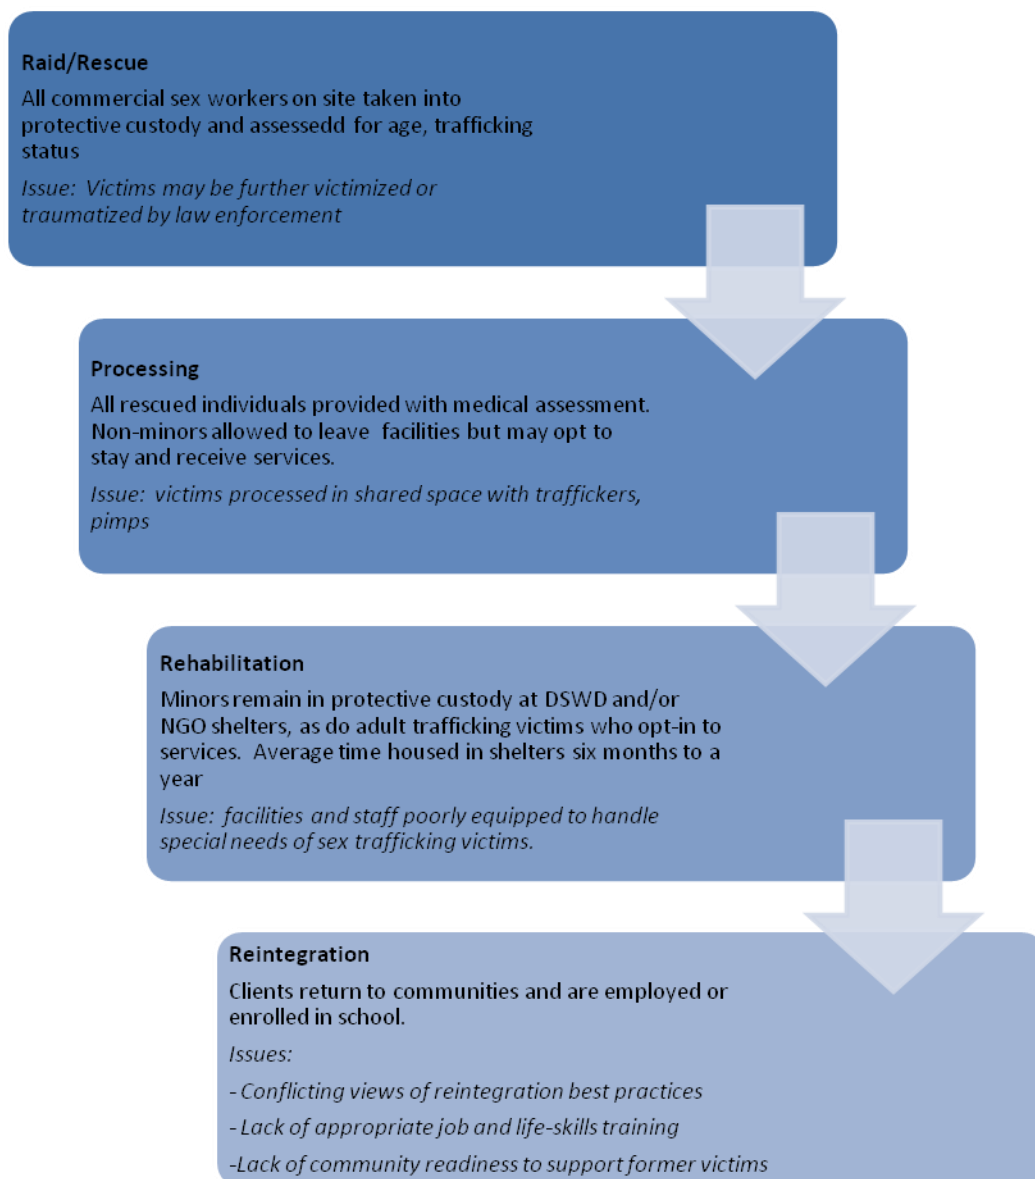 Raid/Rescue
All commercial sex workers on site taken into
protective custody and assessedd for age, trafficking
status
Issue:  Victims may be further victimized or
traumatized by law enforcement
Processing
All rescued individuals provided with medical assessment.
Non-minors allowed to leave  facilities but may opt to
stay and receive services.
Issue:  victims processed in shared space with traffickers,
pimps
Rehabilitation
Minors remain in protective custody at DSWD and/or
NGO shelters, as do adult trafficking victims who opt-in to
services.  Average time housed in shelters six months to a
year
Issue:  facilities and staff poorly equipped to handle
special needs of sex trafficking victims.
Reintegration
Clients return to communities and are employed or
enrolled in school.
Issues:
- Conflicting views of reintegration best practices
- Lack of appropriate job and life-skills training
-Lack of community readiness to support former victims